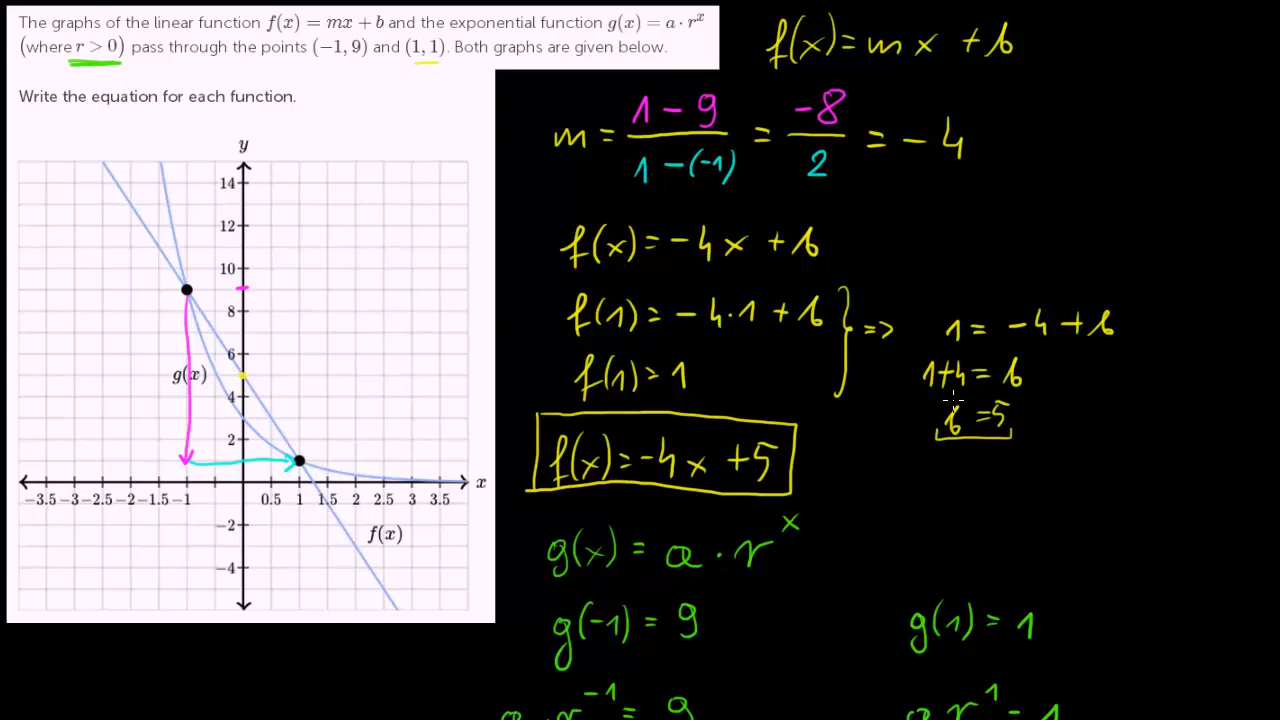 The graphs of the linear function f(x) = mx + b and the exponential function g(x) = a · r^x
(where r > 0) pass through the points (−1, 9) and (1, 1). Both graphs are given below.
Write the equation for each function.
y
14
12
10
8
6
4
2
−2
−4
−3.5 −3 −2.5 −2 −1.5 −1 0.5 1 1.5 2 2.5 3 3.5 x
g(x)
f(x)
f(x) = m x + b
m = (1 − 9)/(1 − (−1)) = −8/2 = −4
f(x) = −4x + b
f(1) = −4·1 + b } => 1 = −4 + b
f(1) = 1 1+4 = b
b = 5
f(x) = −4x + 5
g(x) = a · r^x
g(−1) = 9 g(1) = 1
r^−1 = 9 r^1 = 1